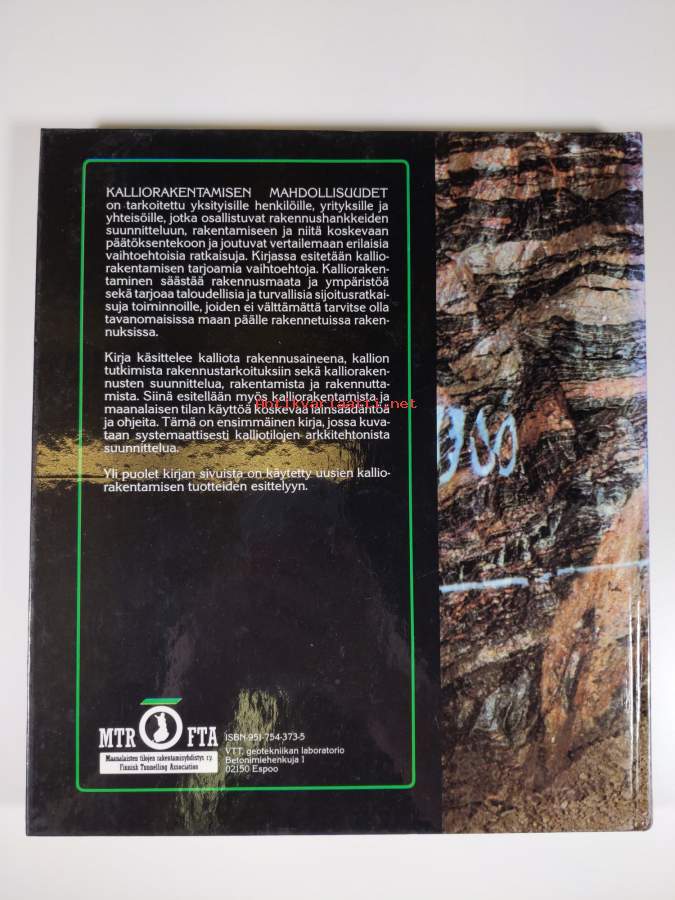 KALLIORAKENTAMISEN MAHDOLLISUUDET
on tarkoitettu yksityisille henkilöille, yrityksille ja
yhteisöille, jotka osallistuvat rakennushankkeiden
suunnitteluun, rakentamiseen ja niitä koskevaan
päätöksentekoon ja joutuvat vertailemaan erilaisia
vaihtoehtoisia ratkaisuja. Kirjassa esitetään kallio-
rakentamisen tarjoamia vaihtoehtoja. Kallioraken-
taminen säästää rakennusmaata ja ympäristöä
sekä tarjoaa taloudellisia ja turvallisia sijoitusratkai-
suja toiminnoille, joiden ei välttämättä tarvitse olla
tavanomaisissa maan päälle rakennetuissa raken-
nuksissa.
Kirja käsittelee kalliota rakennusaineena, kallion
tutkimista rakennustarkoituksiin sekä kallioraken-
nusten suunnittelua, rakentamista ja rakennutta-
mista. Siinä esitellään myös kalliorakentamista ja
maanalaisen tilan käyttöä koskevaa lainsäädäntöä
antikvariaatti.net
ja ohjeita. Tämä on ensimmäinen kirja, jossa kuva-
taan systemaattisesti kalliotilojen arkkitehtonista
suunnittelua.
Yli puolet kirjan sivuista on käytetty uusien kallio-
rakentamisen tuotteiden esittelyyn.
MTR FTA
Maanalaisten tilojen rakentamisyhdistys r.y.
Finnish Tunnelling Association
ISBN-951-754-373-5
VTT, geotekniikan laboratorio
Betonimiehenkuja 1
02150 Espoo